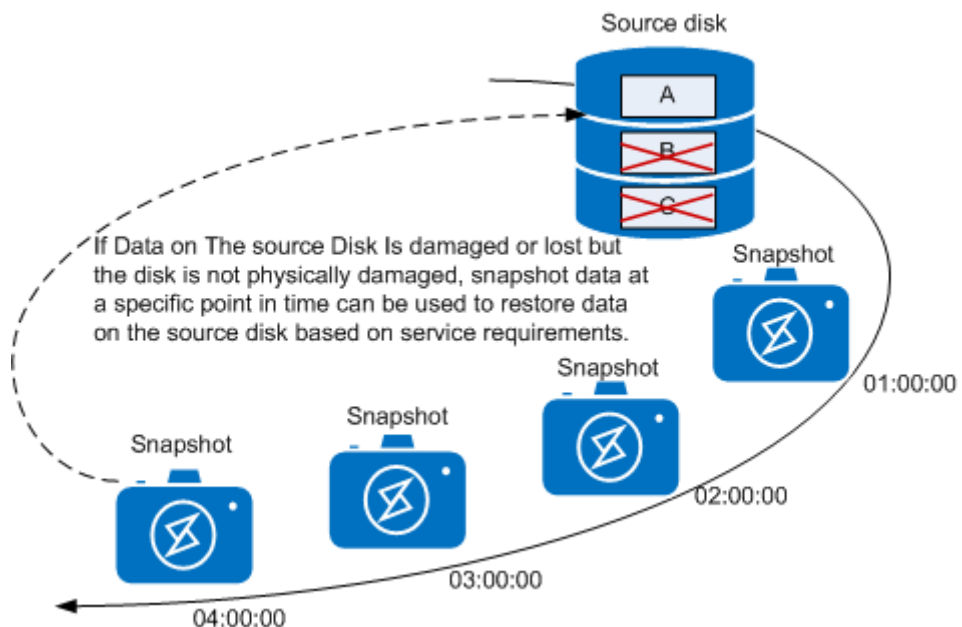 Source disk
A
B
C
If Data on The source Disk Is damaged or lost but
the disk is not physically damaged, snapshot data at
a specific point in time can be used to restore data
on the source disk based on service requirements.
Snapshot
01:00:00
Snapshot
02:00:00
Snapshot
03:00:00
Snapshot
04:00:00